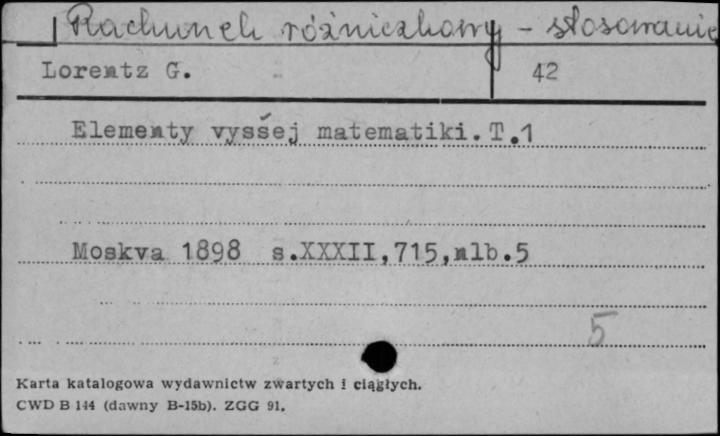 Rachunek różniczkowy - stosowanie
Lorentz G. 42
Elementy vysšej matematiki. T.1
Moskva 1898 s.XXXII,715,nlb.5
5
Karta katalogowa wydawnictw zwartych i ciągłych.
CWD B 144 (dawny B-15b). ZGG 91.